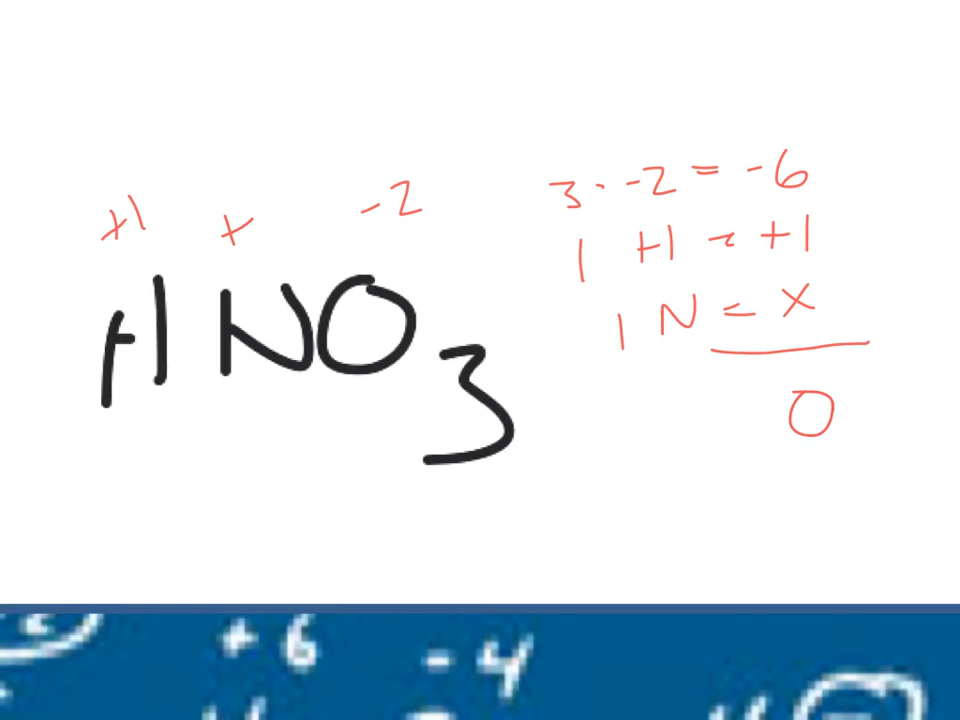 +1 x -2
HNO3
3 · -2 = -6
1 H = +1
1 N = x
0
+6 -4